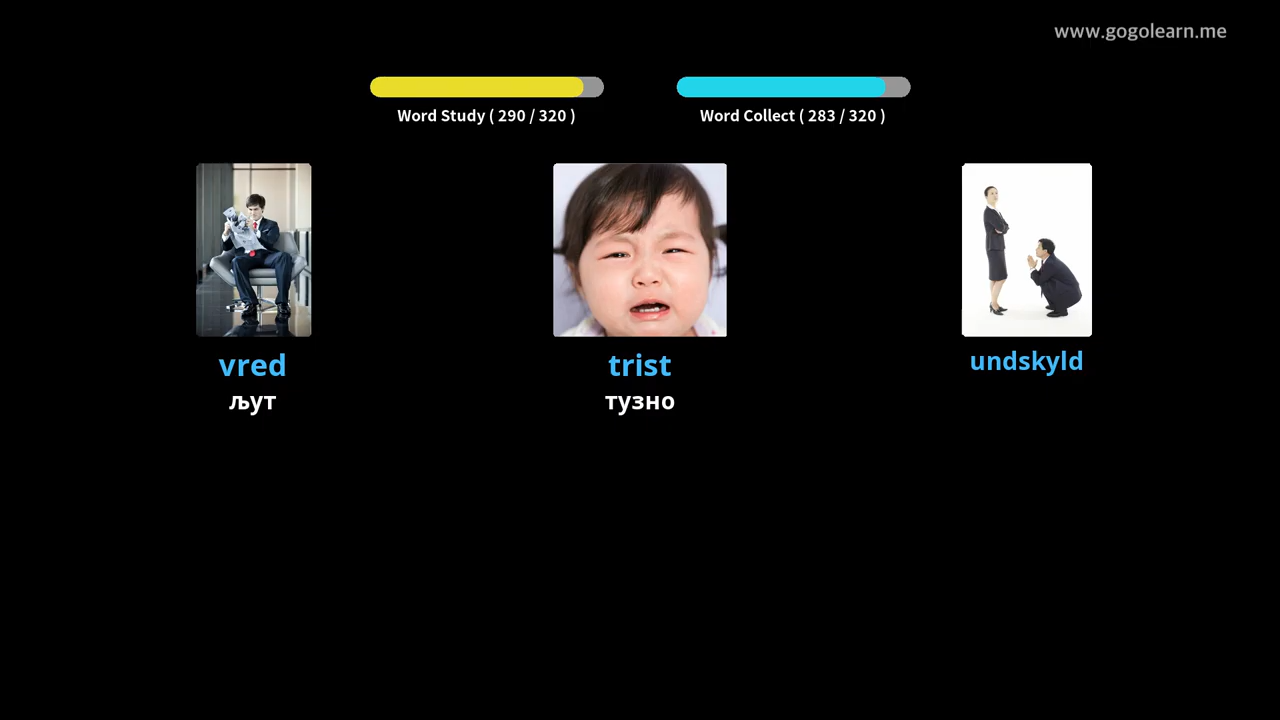 www.gogolearn.me
Word Study ( 290 / 320 )
Word Collect ( 283 / 320 )
vred
trist
undskyld
љут
тузно